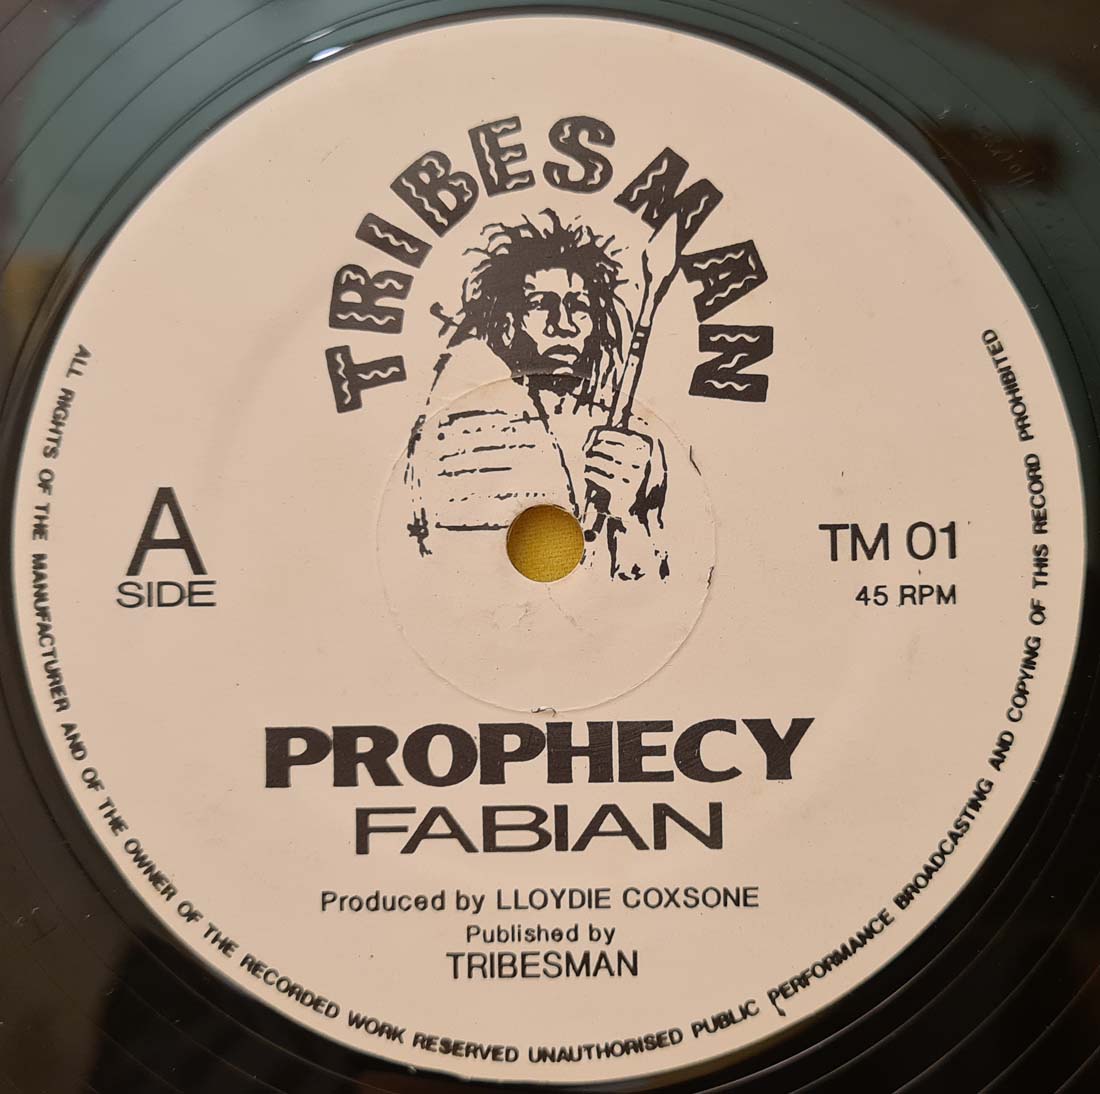 TRIBESMAN
A
SIDE
TM 01
45 RPM
PROPHECY
FABIAN
Produced by LLOYDIE COXSONE
Published by
TRIBESMAN
ALL RIGHTS OF THE MANUFACTURER AND OF THE OWNER OF THE RECORDED WORK RESERVED UNAUTHORISED PUBLIC PERFORMANCE BROADCASTING AND COPYING OF THIS RECORD PROHIBITED